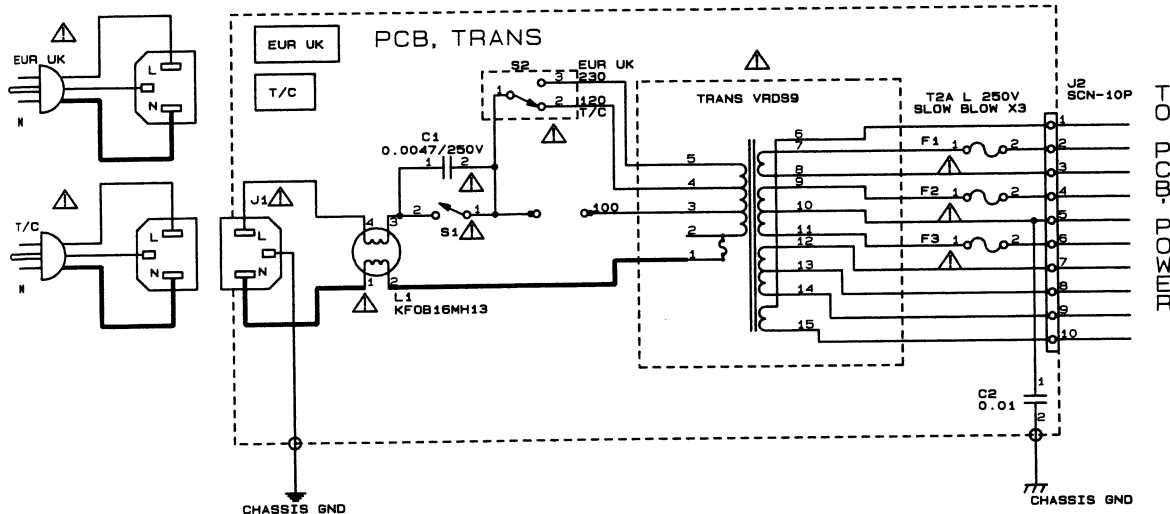 PCB, TRANS
EUR UK
T/C
EUR UK
L
N
N
T/C
L
N
N
J1
L
N
4
3
1
2
L1
KF0B16MH13
C1
0.0047/250V
1
2
2
1
S1
S2
3
1
2
EUR UK
230
120
T/C
100
TRANS VRDS9
5
4
3
2
1
6
7
8
9
10
11
12
13
14
15
T2A L 250V
SLOW BLOW X3
F1 1 2
F2 1 2
F3 1 2
J2
SCN-10P
1
2
3
4
5
6
7
8
9
10
TO PCB, POWER
C2
0.01
1
2
CHASSIS GND
CHASSIS GND